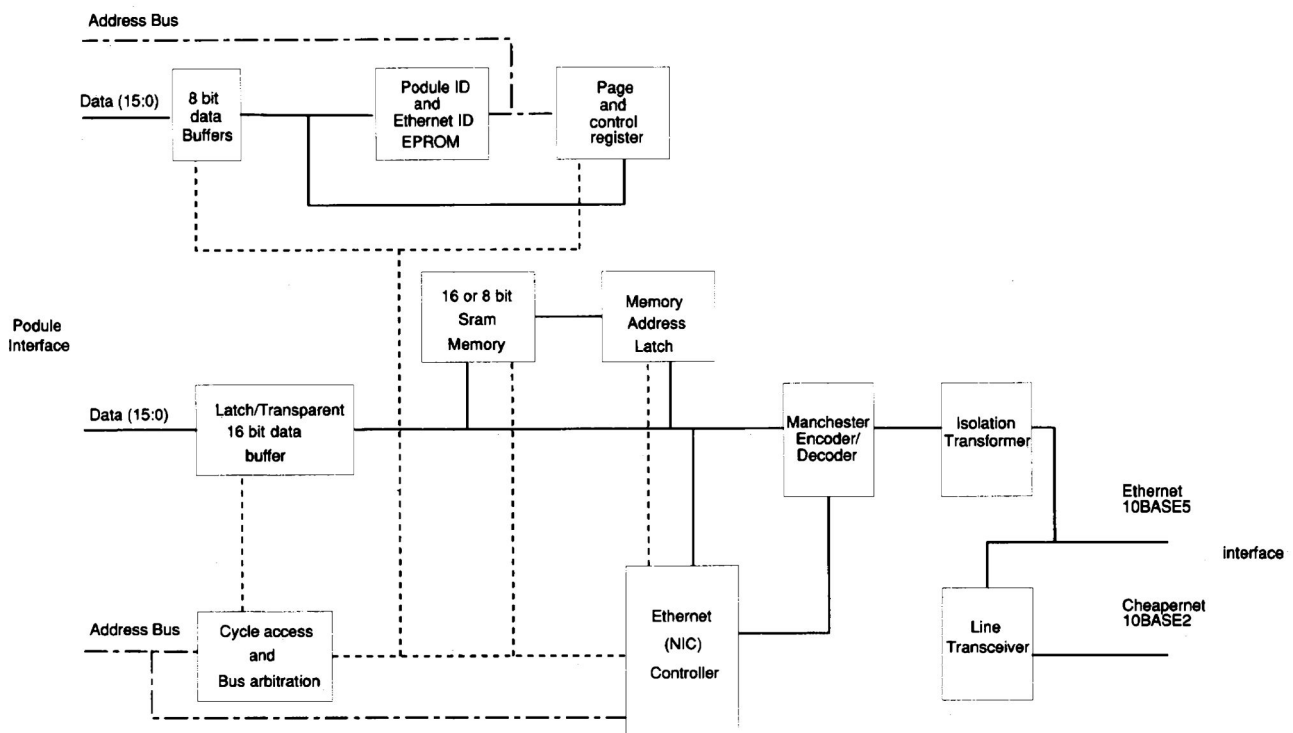 Address Bus
Data (15:0)
8 bit
data
Buffers
Podule ID
and
Ethernet ID
EPROM
Page
and
control
register
Podule
Interface
16 or 8 bit
Sram
Memory
Memory
Address
Latch
Data (15:0)
Latch/Transparent
16 bit data
buffer
Manchester
Encoder/
Decoder
Isolation
Transformer
Ethernet
10BASE5
interface
Address Bus
Cycle access
and
Bus arbitration
Ethernet
(NIC)
Controller
Line
Transceiver
Cheapernet
10BASE2